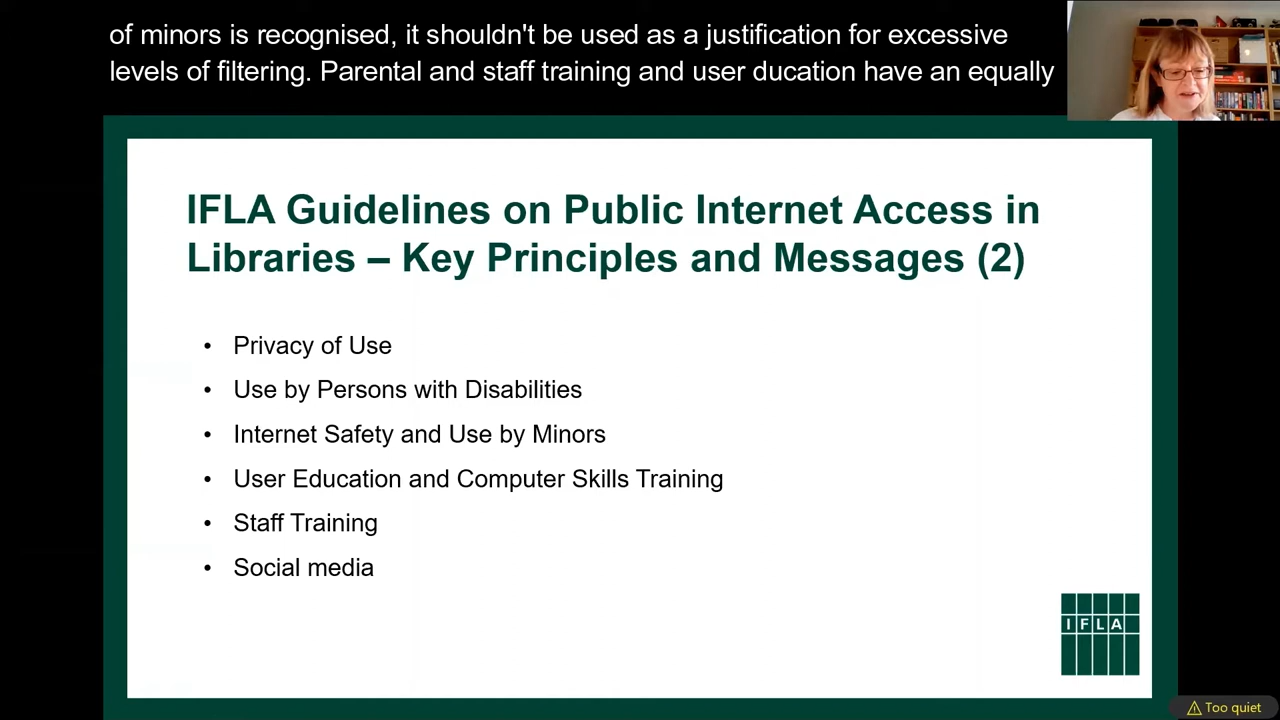 of minors is recognised, it shouldn't be used as a justification for excessive
levels of filtering. Parental and staff training and user ducation have an equally
IFLA Guidelines on Public Internet Access in
Libraries – Key Principles and Messages (2)
• Privacy of Use
• Use by Persons with Disabilities
• Internet Safety and Use by Minors
• User Education and Computer Skills Training
• Staff Training
• Social media
IFLA
Too quiet